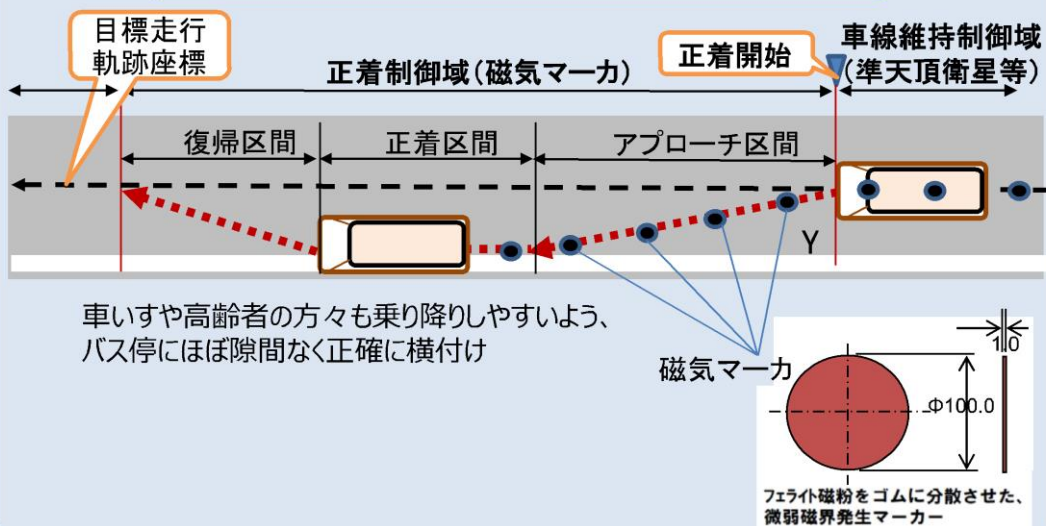 目標走行
軌跡座標
正着制御域(磁気マーカ)
正着開始
車線維持制御域
(準天頂衛星等)
復帰区間
正着区間
アプローチ区間
Y
車いすや高齢者の方々も乗り降りしやすいよう、
バス停にほぼ隙間なく正確に横付け
磁気マーカ
1.0
Φ100.0
フェライト磁粉をゴムに分散させた、
微弱磁界発生マーカー